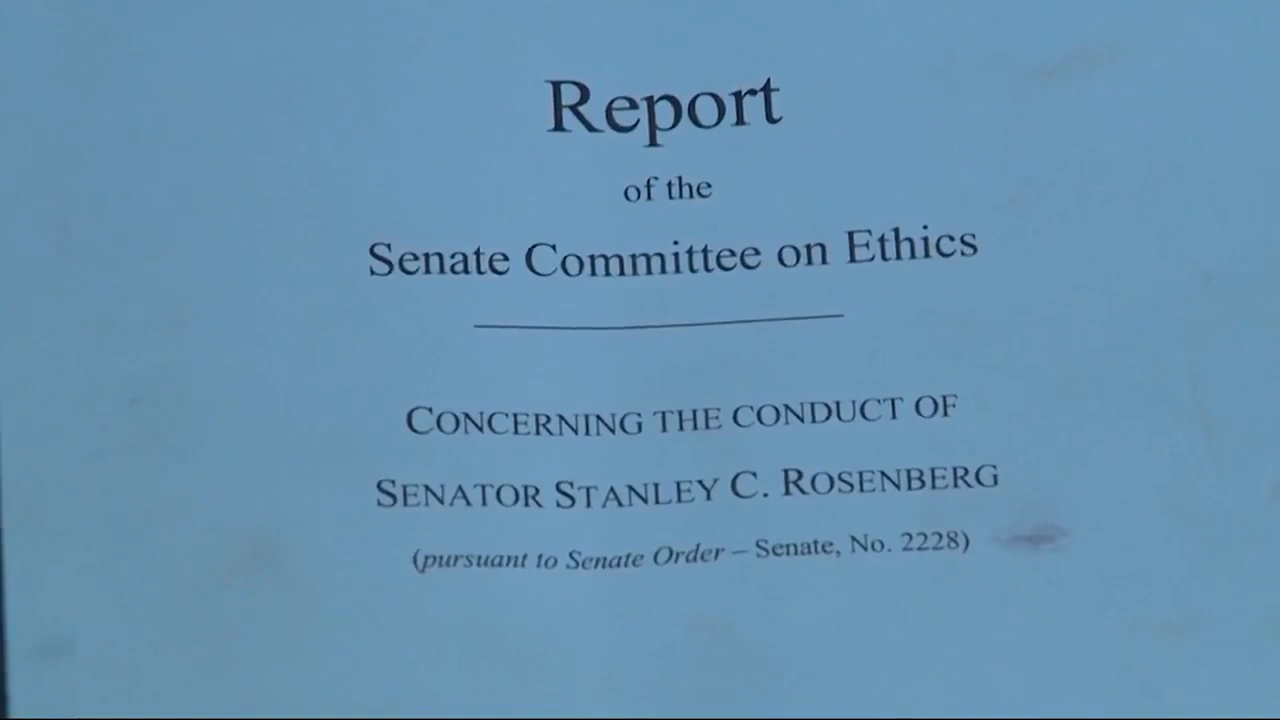 Report
of the
Senate Committee on Ethics
CONCERNING THE CONDUCT OF
SENATOR STANLEY C. ROSENBERG
(pursuant to Senate Order – Senate, No. 2228)